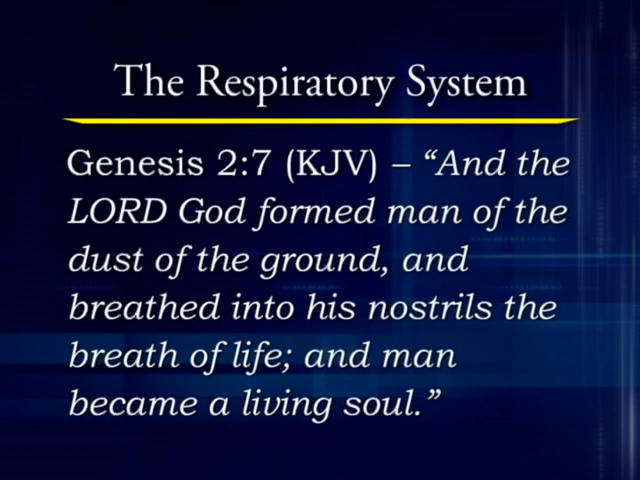 The Respiratory System
Genesis 2:7 (KJV) – “And the
LORD God formed man of the
dust of the ground, and
breathed into his nostrils the
breath of life; and man
became a living soul.”